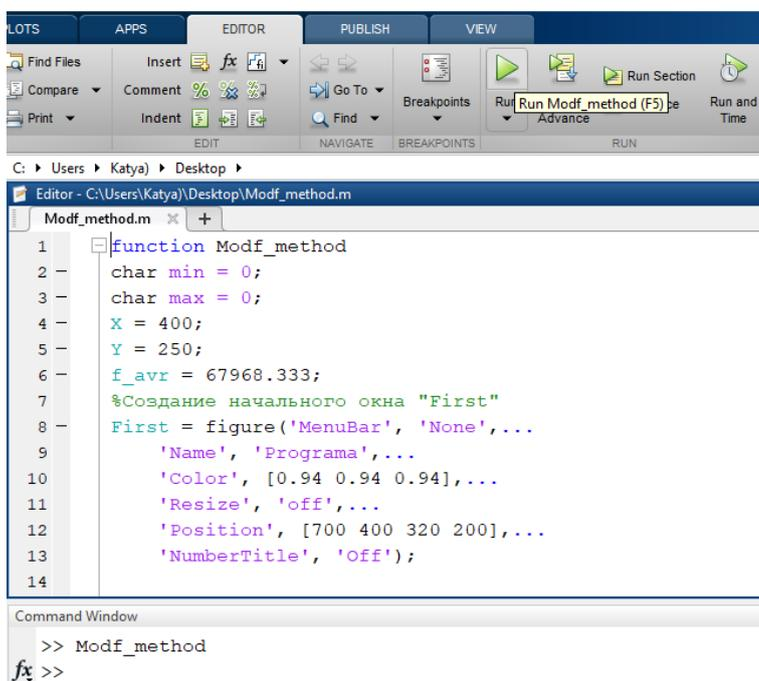 PLOTS APPS EDITOR PUBLISH VIEW
Find Files Insert fx fi Run Section
Compare Comment % Go To Breakpoints Run Run and
Print Indent Find Advance Time
Run Modf_method (F5)
EDIT NAVIGATE BREAKPOINTS RUN
C: Users Katya) Desktop
Editor - C:\Users\Katya)\Desktop\Modf_method.m
Modf_method.m × +
1 function Modf_method
2 – char min = 0;
3 – char max = 0;
4 – X = 400;
5 – Y = 250;
6 – f_avr = 67968.333;
7 %Создание начального окна "First"
8 – First = figure('MenuBar', 'None',...
9 'Name', 'Programa',...
10 'Color', [0.94 0.94 0.94],...
11 'Resize', 'off',...
12 'Position', [700 400 320 200],...
13 'NumberTitle', 'Off');
14
Command Window
>> Modf_method
fx >>